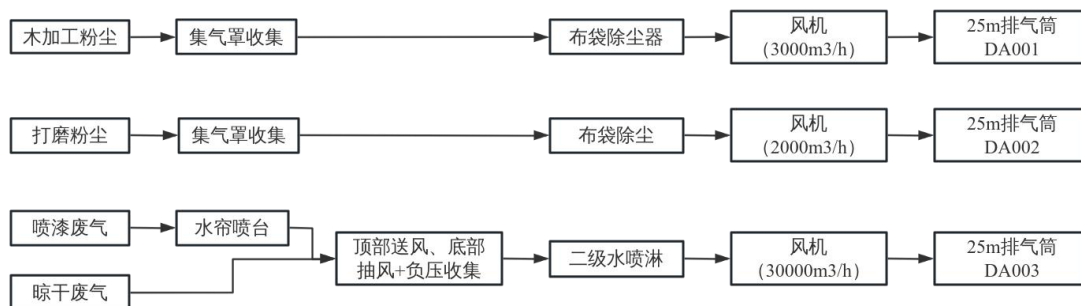 木加工粉尘
集气罩收集
布袋除尘器
风机
（3000m3/h）
25m排气筒
DA001
打磨粉尘
集气罩收集
布袋除尘
风机
（2000m3/h）
25m排气筒
DA002
喷漆废气
水帘喷台
顶部送风、底部
抽风+负压收集
二级水喷淋
风机
（30000m3/h）
25m排气筒
DA003
晾干废气